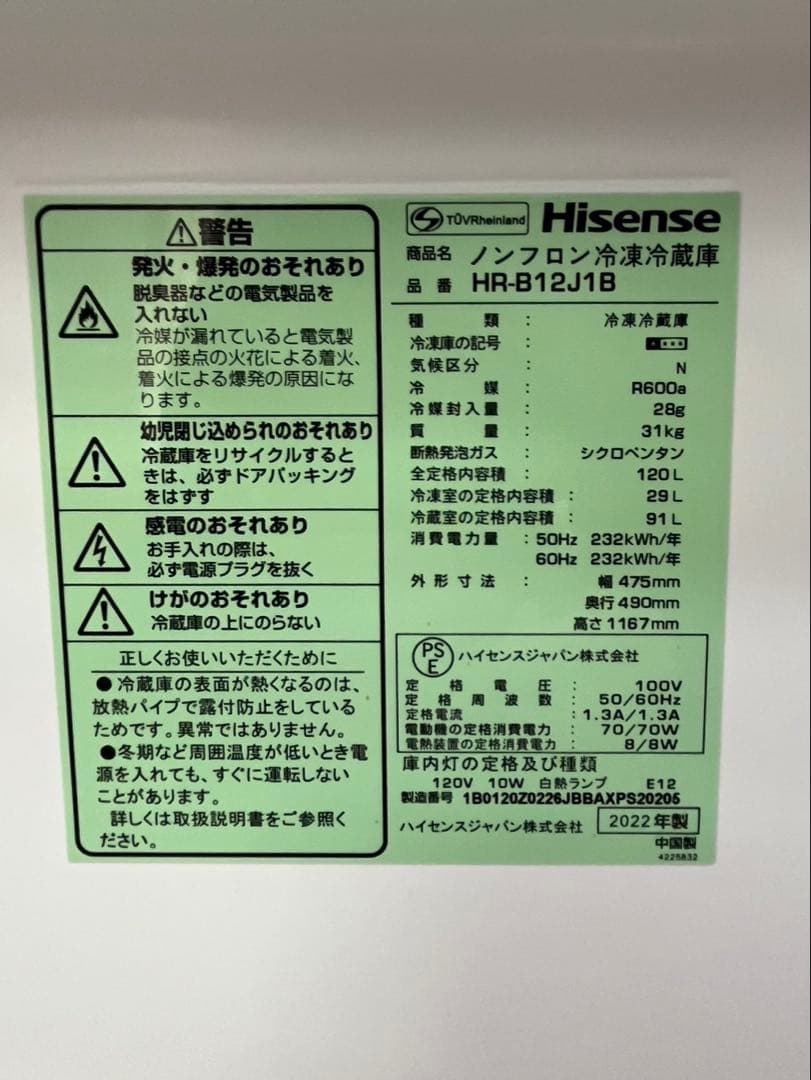 警告
発火・爆発のおそれあり
脱臭器などの電気製品を
入れない
冷媒が漏れていると電気製
品の接点の火花による着火、
着火による爆発の原因にな
ります。
幼児閉じ込められのおそれあり
冷蔵庫をリサイクルすると
きは、必ずドアパッキング
をはずす
感電のおそれあり
お手入れの際は、
必ず電源プラグを抜く
けがのおそれあり
冷蔵庫の上にのらない
正しくお使いいただくために
●冷蔵庫の表面が熱くなるのは、
放熱パイプで露付防止をしている
ためです。異常ではありません。
●冬期など周囲温度が低いとき電
源を入れても、すぐに運転しない
ことがあります。
詳しくは取扱説明書をご参照く
ださい。
TÜVRheinland Hisense
商品名 ノンフロン冷凍冷蔵庫
品番 HR-B12J1B
種類 : 冷凍冷蔵庫
冷凍庫の記号 :
気候区分 : N
冷媒 : R600a
冷媒封入量 : 28g
質量 : 31kg
断熱発泡ガス : シクロペンタン
全定格内容積 : 120L
冷凍室の定格内容積 : 29L
冷蔵室の定格内容積 : 91L
消費電力量 : 50Hz 232kWh/年
60Hz 232kWh/年
外形寸法 : 幅475mm
奥行490mm
高さ1167mm
PS
E
ハイセンスジャパン株式会社
定格電圧 : 100V
定格周波数 : 50/60Hz
定格電流 : 1.3A/1.3A
電動機の定格消費電力 : 70/70W
電熱装置の定格消費電力 : 8/8W
庫内灯の定格及び種類
120V 10W 白熱ランプ E12
製造番号 1B0120Z0226JBBAXPS20205
ハイセンスジャパン株式会社 2022年製
中国製
4225832